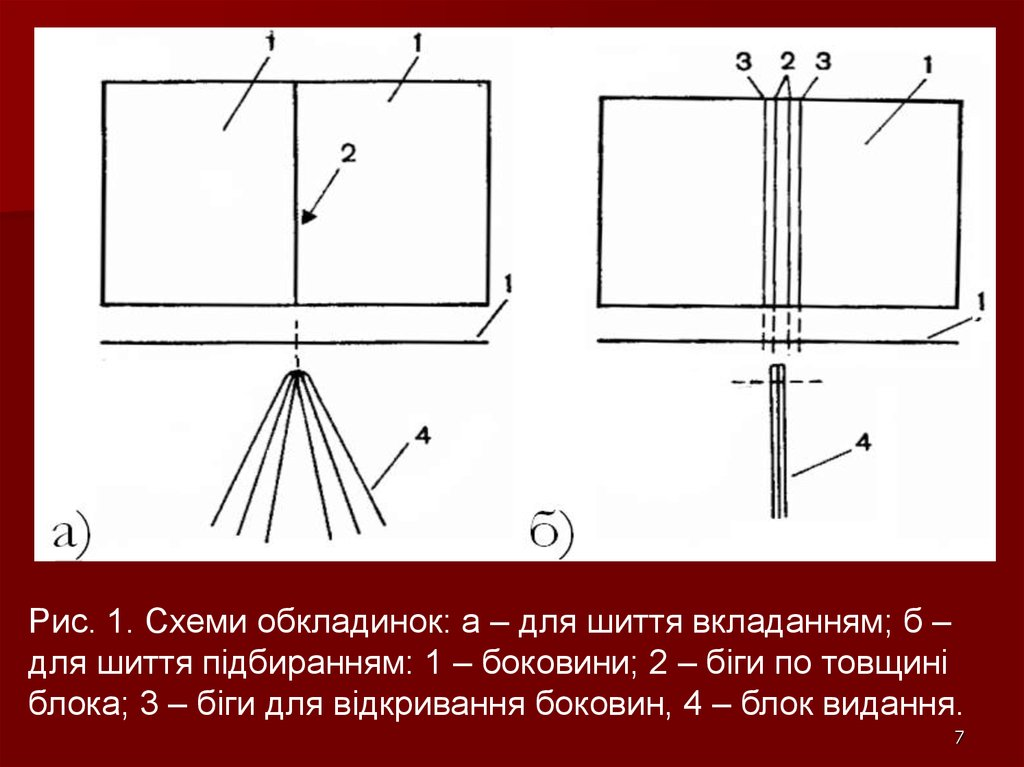 1 1
2
1
4
а)
3 2 3 1
1
4
б)
Рис. 1. Схеми обкладинок: а – для шиття вкладанням; б –
для шиття підбиранням: 1 – боковини; 2 – біги по товщині
блока; 3 – біги для відкривання боковин, 4 – блок видання.
7